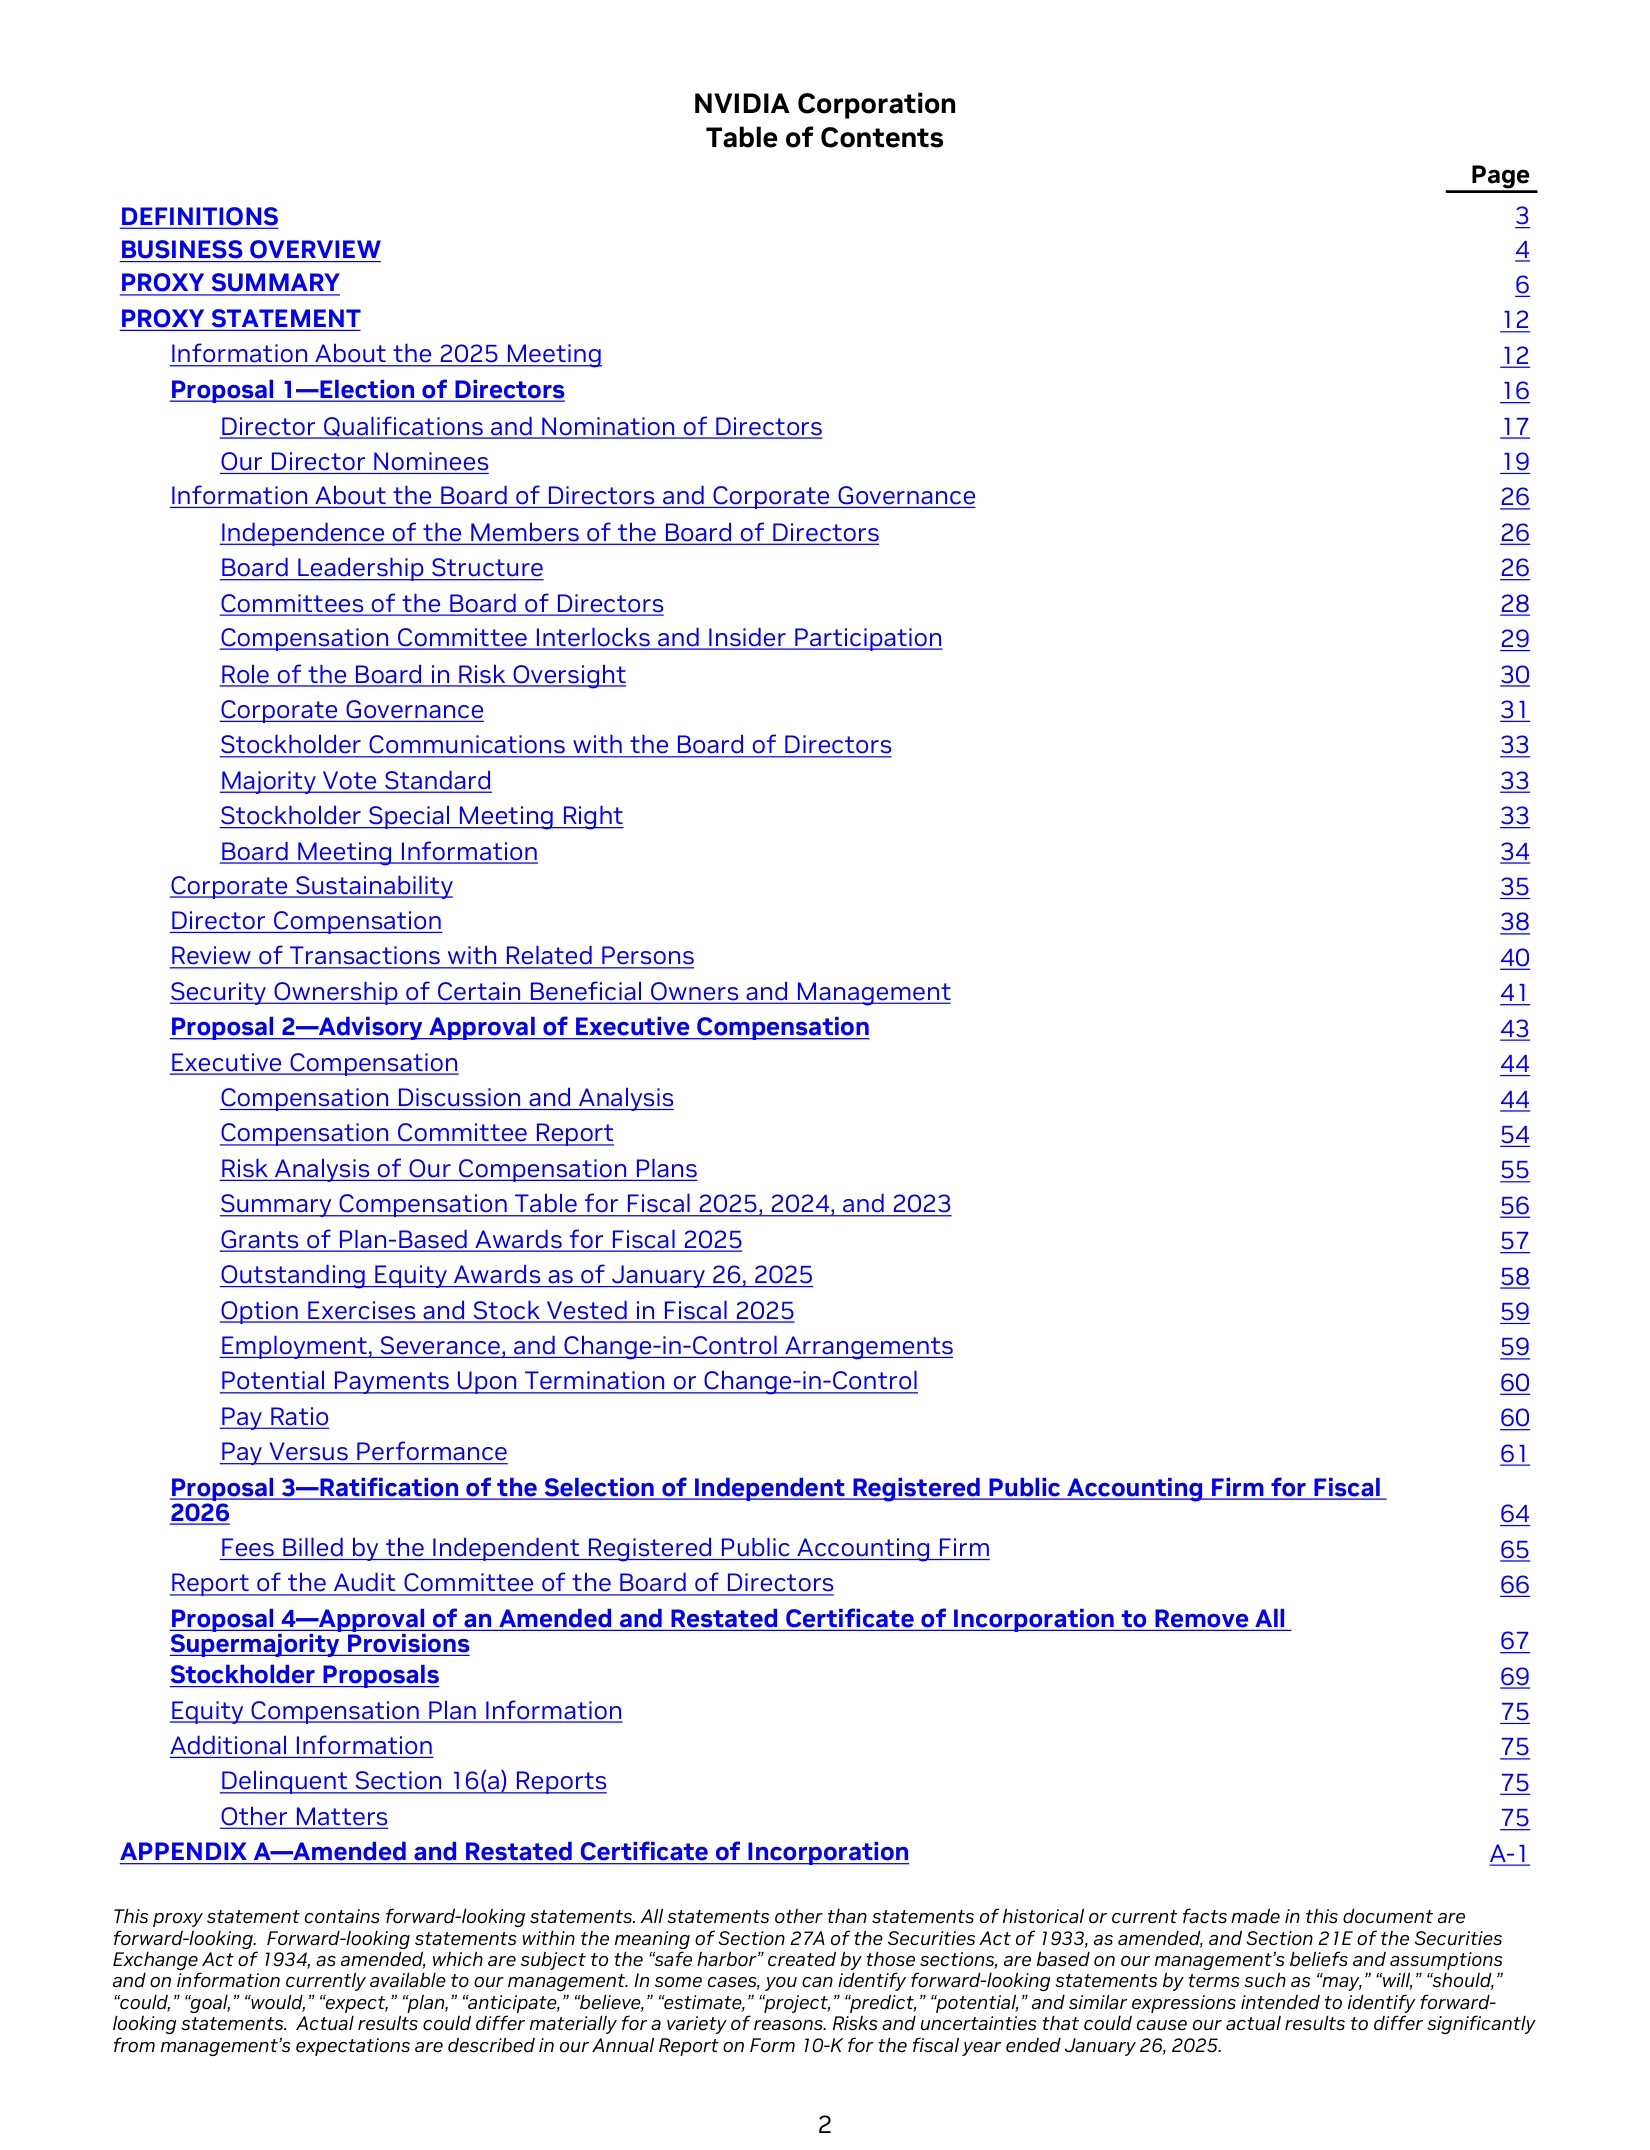 NVIDIA Corporation
Table of Contents
Page
DEFINITIONS 3
BUSINESS OVERVIEW 4
PROXY SUMMARY 6
PROXY STATEMENT 12
Information About the 2025 Meeting 12
Proposal 1—Election of Directors 16
Director Qualifications and Nomination of Directors 17
Our Director Nominees 19
Information About the Board of Directors and Corporate Governance 26
Independence of the Members of the Board of Directors 26
Board Leadership Structure 26
Committees of the Board of Directors 28
Compensation Committee Interlocks and Insider Participation 29
Role of the Board in Risk Oversight 30
Corporate Governance 31
Stockholder Communications with the Board of Directors 33
Majority Vote Standard 33
Stockholder Special Meeting Right 33
Board Meeting Information 34
Corporate Sustainability 35
Director Compensation 38
Review of Transactions with Related Persons 40
Security Ownership of Certain Beneficial Owners and Management 41
Proposal 2—Advisory Approval of Executive Compensation 43
Executive Compensation 44
Compensation Discussion and Analysis 44
Compensation Committee Report 54
Risk Analysis of Our Compensation Plans 55
Summary Compensation Table for Fiscal 2025, 2024, and 2023 56
Grants of Plan-Based Awards for Fiscal 2025 57
Outstanding Equity Awards as of January 26, 2025 58
Option Exercises and Stock Vested in Fiscal 2025 59
Employment, Severance, and Change-in-Control Arrangements 59
Potential Payments Upon Termination or Change-in-Control 60
Pay Ratio 60
Pay Versus Performance 61
Proposal 3—Ratification of the Selection of Independent Registered Public Accounting Firm for Fiscal
2026 64
Fees Billed by the Independent Registered Public Accounting Firm 65
Report of the Audit Committee of the Board of Directors 66
Proposal 4—Approval of an Amended and Restated Certificate of Incorporation to Remove All
Supermajority Provisions 67
Stockholder Proposals 69
Equity Compensation Plan Information 75
Additional Information 75
Delinquent Section 16(a) Reports 75
Other Matters 75
APPENDIX A—Amended and Restated Certificate of Incorporation A-1
This proxy statement contains forward-looking statements. All statements other than statements of historical or current facts made in this document are
forward-looking. Forward-looking statements within the meaning of Section 27A of the Securities Act of 1933, as amended, and Section 21E of the Securities
Exchange Act of 1934, as amended, which are subject to the “safe harbor” created by those sections, are based on our management’s beliefs and assumptions
and on information currently available to our management. In some cases, you can identify forward-looking statements by terms such as “may,” “will,” “should,”
“could,” “goal,” “would,” “expect,” “plan,” “anticipate,” “believe,” “estimate,” “project,” “predict,” “potential,” and similar expressions intended to identify forward-
looking statements. Actual results could differ materially for a variety of reasons. Risks and uncertainties that could cause our actual results to differ significantly
from management’s expectations are described in our Annual Report on Form 10-K for the fiscal year ended January 26, 2025.
2